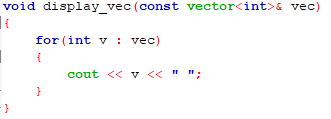 void display_vec(const vector<int>& vec)
{
    for(int v : vec)
    {
        cout << v << " ";
    }
}